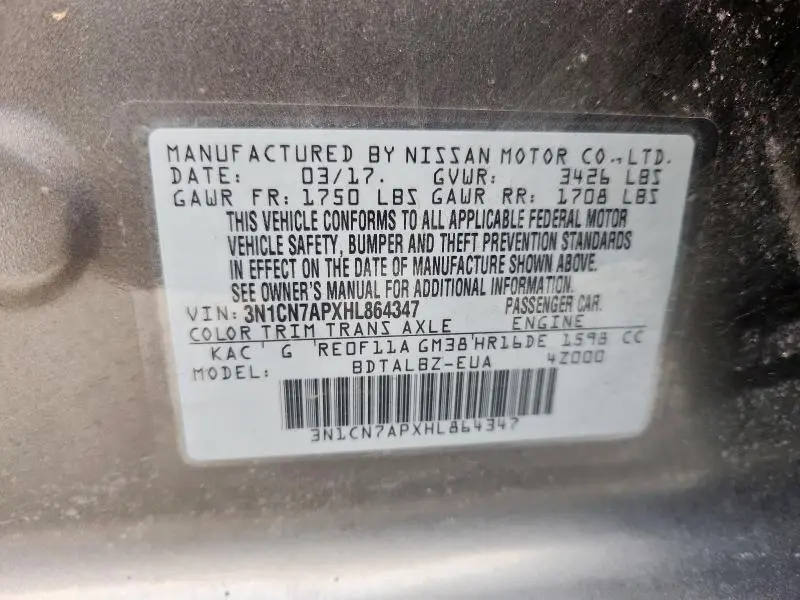 MANUFACTURED BY NISSAN MOTOR CO., LTD.
DATE: 03/17. GVWR: 3426 LBS
GAWR FR: 1750 LBS GAWR RR: 1708 LBS
THIS VEHICLE CONFORMS TO ALL APPLICABLE FEDERAL MOTOR
VEHICLE SAFETY, BUMPER AND THEFT PREVENTION STANDARDS
IN EFFECT ON THE DATE OF MANUFACTURE SHOWN ABOVE.
SEE OWNER'S MANUAL FOR ADDITIONAL INFORMATION.
VIN: 3N1CN7APXHL864347 PASSENGER CAR.
COLOR TRIM TRANS AXLE ENGINE
KAC ' G ' RE0F11A GM38 ' HR16DE 1598 CC
MODEL: BDTALBZ-EUA 4Z000
3N1CN7APXHL864347